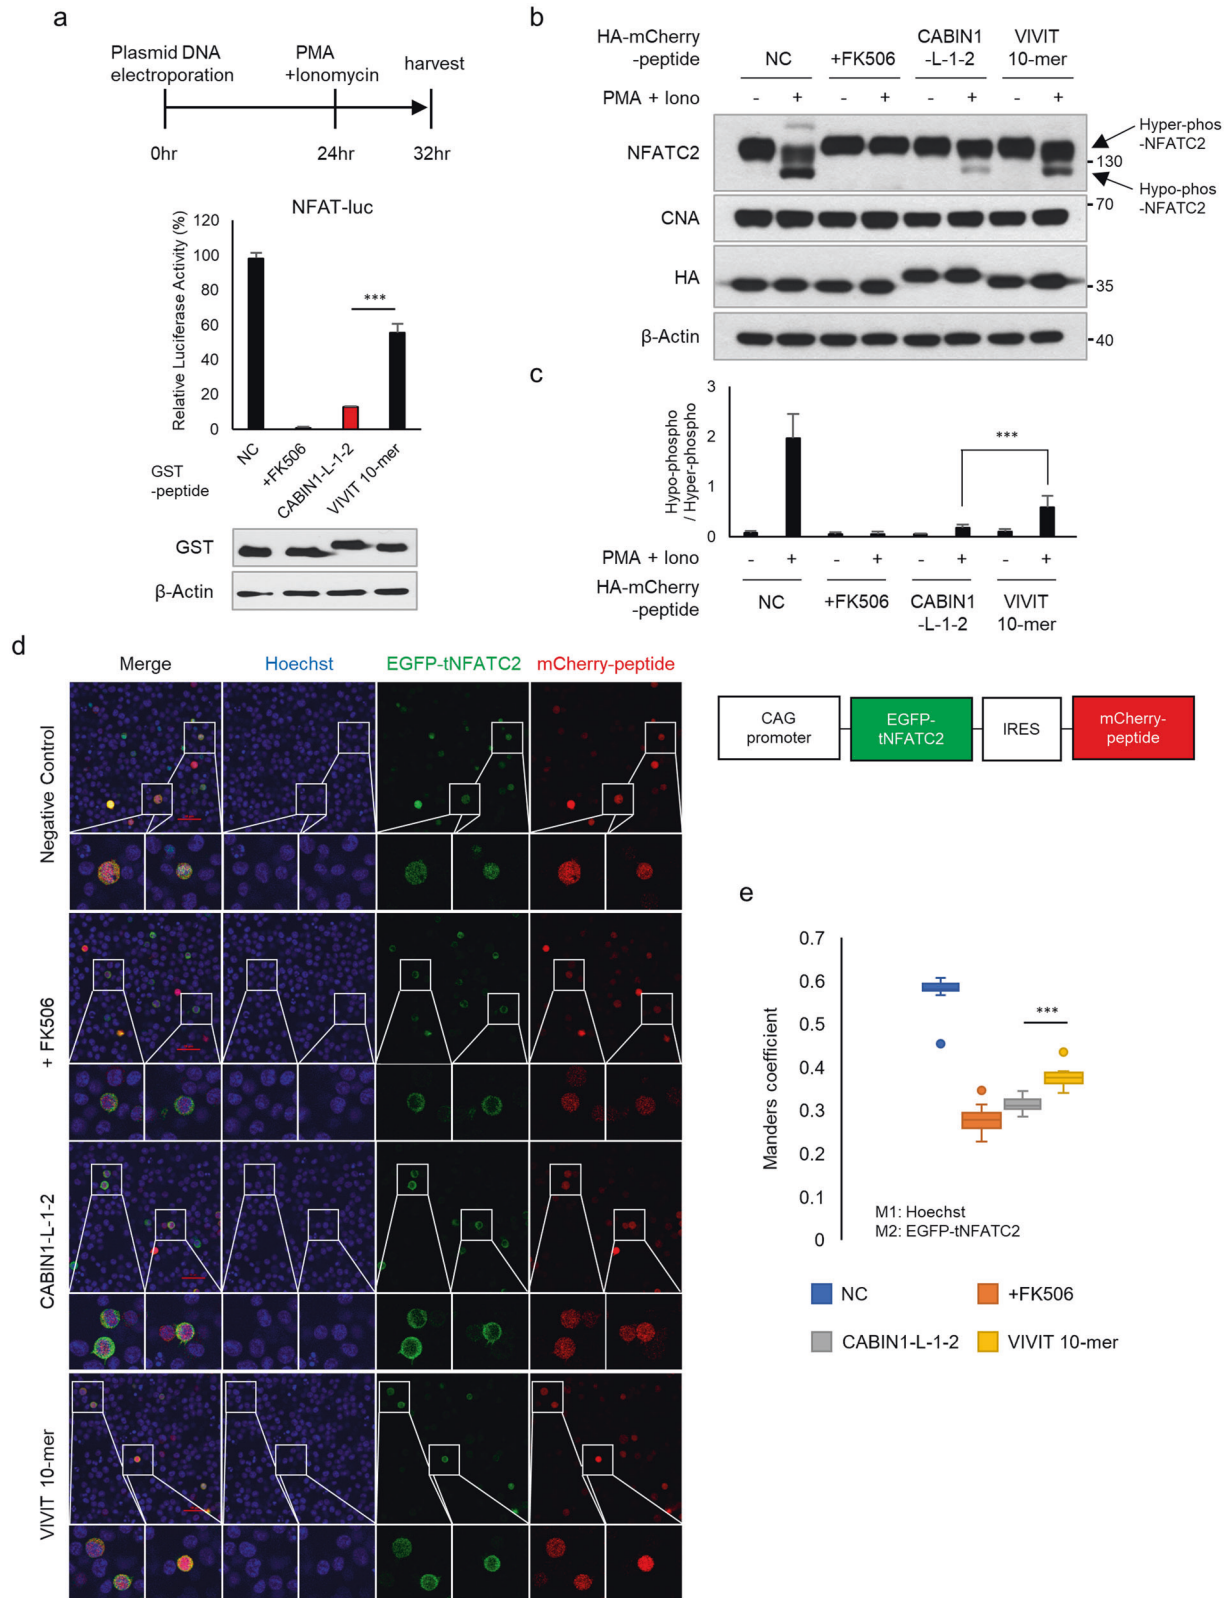 a
Plasmid DNA
electroporation
PMA
+Ionomycin
harvest
0hr
24hr
32hr
NFAT-luc
Relative Luciferase Activity (%)
120
100
80
60
40
20
0
***
NC
+FK506
CABIN1-L-1-2
VIVIT 10-mer
GST
-peptide
GST
β-Actin
b
HA-mCherry
-peptide
NC
+FK506
CABIN1
-L-1-2
VIVIT
10-mer
PMA + Iono
- + - + - + - +
NFATC2
Hyper-phos
-NFATC2
130
Hypo-phos
-NFATC2
70
CNA
HA
35
β-Actin
40
c
Hypo-phospho
/ Hyper-phospho
3
2
1
0
***
PMA + Iono
- + - + - + - +
HA-mCherry
-peptide
NC
+FK506
CABIN1
-L-1-2
VIVIT
10-mer
d
Merge
Hoechst
EGFP-tNFATC2
mCherry-peptide
Negative Control
+ FK506
CABIN1-L-1-2
VIVIT 10-mer
CAG
promoter
EGFP-
tNFATC2
IRES
mCherry-
peptide
e
Manders coefficient
0.7
0.6
0.5
0.4
0.3
0.2
0.1
0
***
M1: Hoechst
M2: EGFP-tNFATC2
NC
+FK506
CABIN1-L-1-2
VIVIT 10-mer